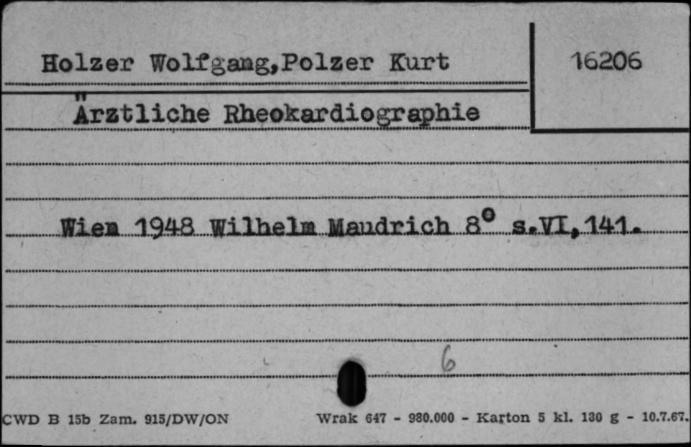 Holzer Wolfgang,Polzer Kurt
16206
Ärztliche Rheokardiographie
Wien 1948 Wilhelm Maudrich 8° s.VI,141.
6
CWD B 15b Zam. 915/DW/ON Wrak 647 - 980.000 - Karton 5 kl. 130 g - 10.7.67.